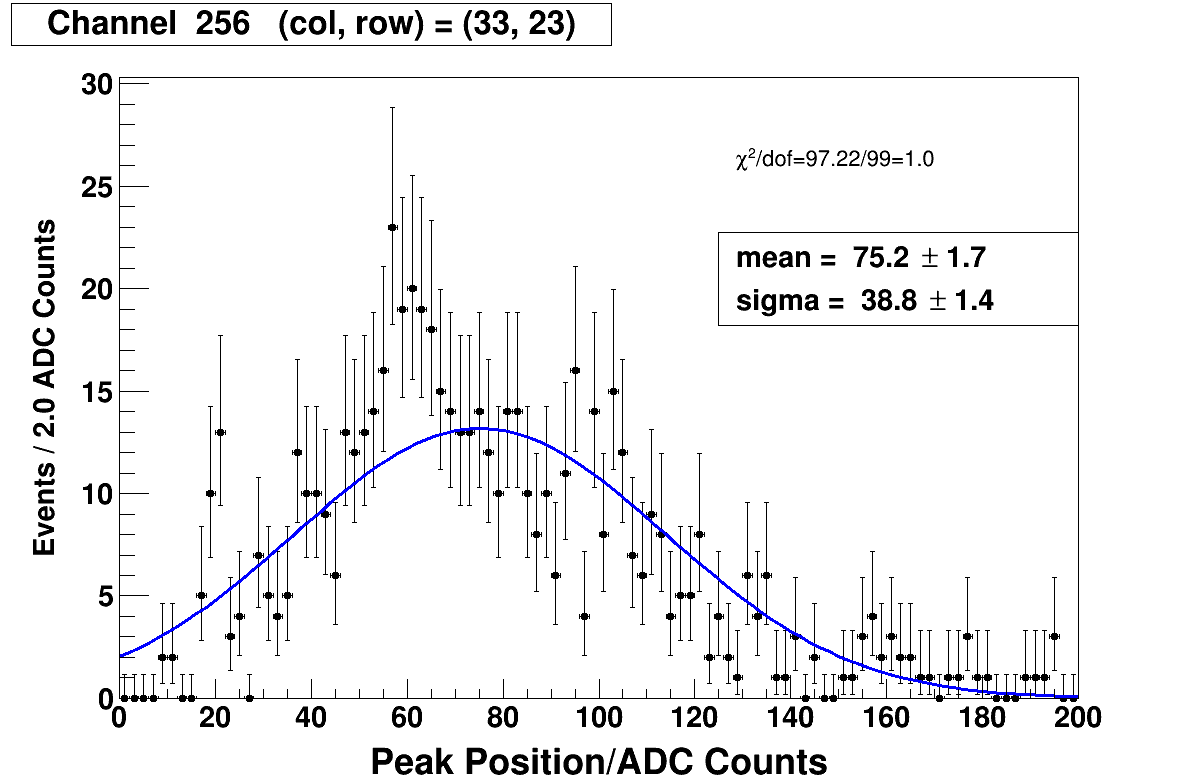 Channel 256 (col, row) = (33, 23)
30
25
20
15
10
5
0
Events / 2.0 ADC Counts
χ²/dof=97.22/99=1.0
mean = 75.2 ± 1.7
sigma = 38.8 ± 1.4
0 20 40 60 80 100 120 140 160 180 200
Peak Position/ADC Counts